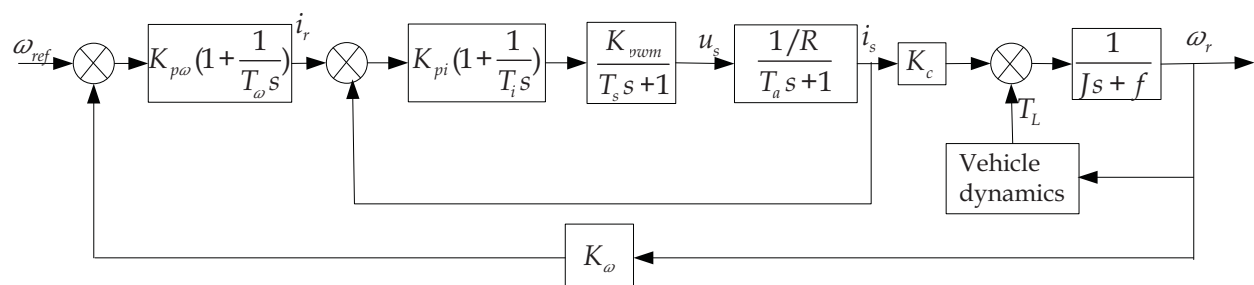 ω_ref
K_pω(1+1/(T_ω s))
i_r
K_pi(1+1/(T_i s))
K_pwm/(T_s s+1)
u_s
(1/R)/(T_a s+1)
i_s
K_c
1/(Js+f)
ω_r
T_L
Vehicle
dynamics
K_ω